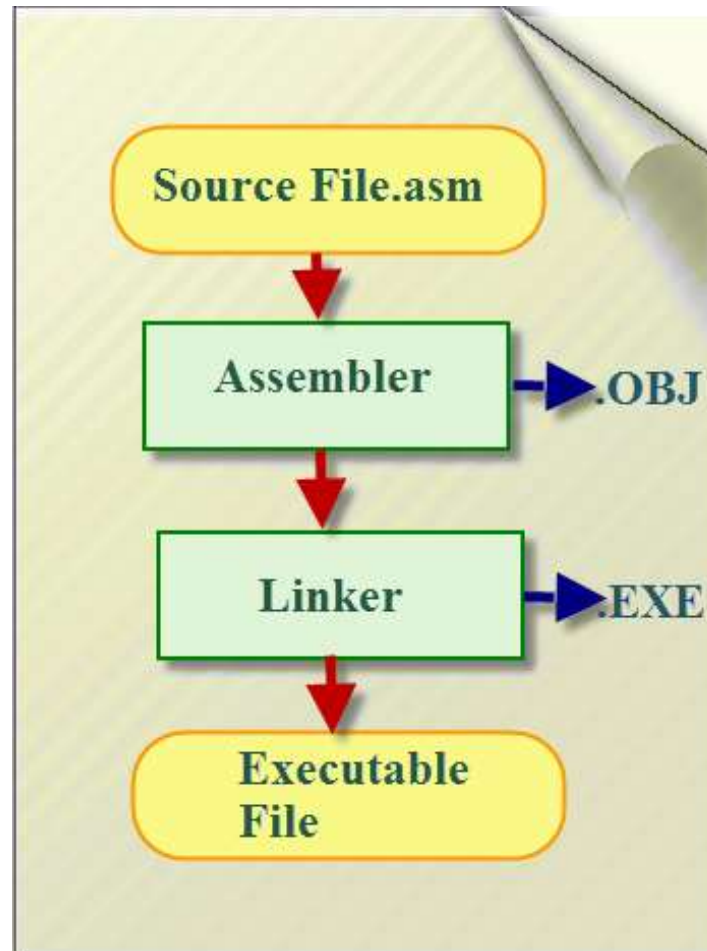 Source File.asm
Assembler
.OBJ
Linker
.EXE
Executable
File